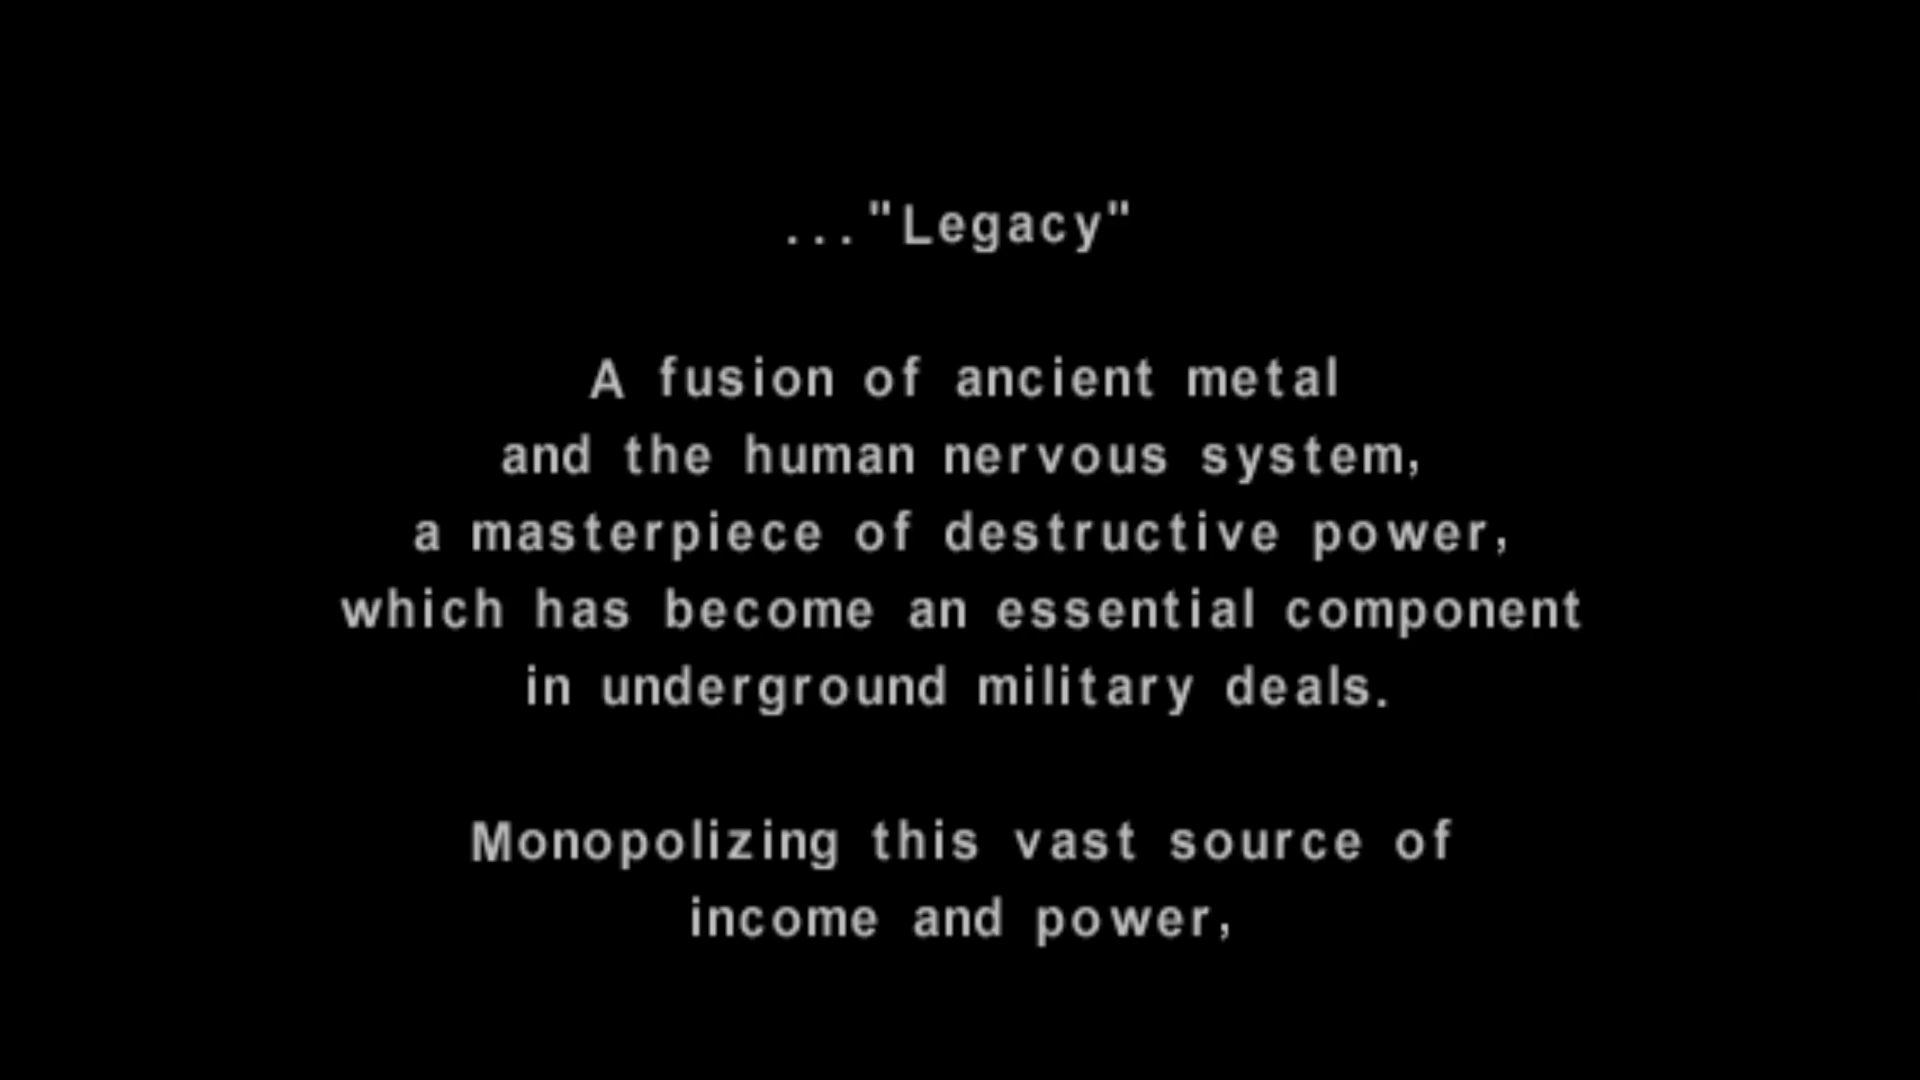 ..."Legacy"
A fusion of ancient metal
and the human nervous system,
a masterpiece of destructive power,
which has become an essential component
in underground military deals.
Monopolizing this vast source of
income and power,